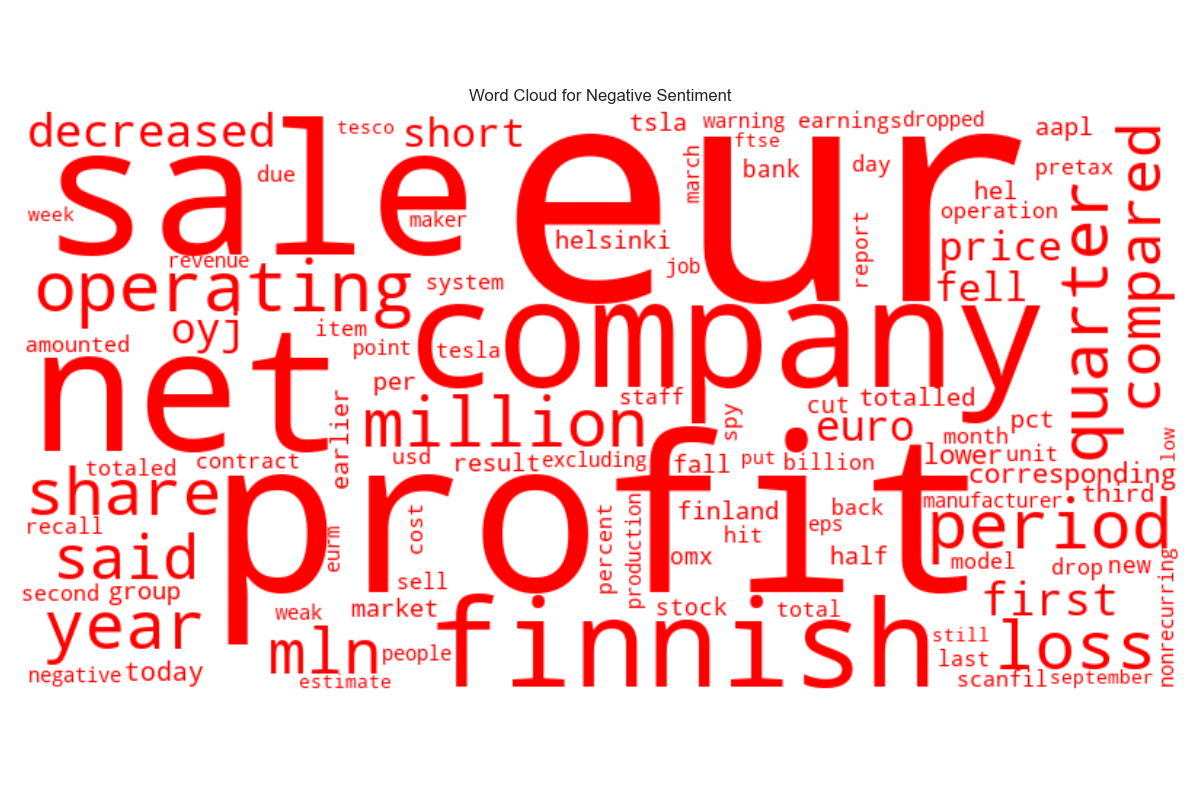 Word Cloud for Negative Sentiment
decreased
sale
tesco
short
eur
tsla
warning
earnings
dropped
aapl
ftse
march
bank
day
pretax
compared
due
week
maker
hel
operation
quarter
helsinki
report
price
revenue
job
operating
system
fell
company
oyj
item
amounted
point
tesla
net
per
staff
cut
totalled
million
earlier
spy
euro
pct
month
low
totaled
contract
usd
result
excluding
fall
put
billion
lower
unit
corresponding
share
profit
third
manufacturer
recall
cost
percent
production
finland
back
eps
hit
period
eurm
said
omx
half
model
drop
new
nonrecurring
second
group
sell
weak
market
stock
total
first
year
finnish
mln
people
still
loss
last
negative
today
estimate
scanfil
september